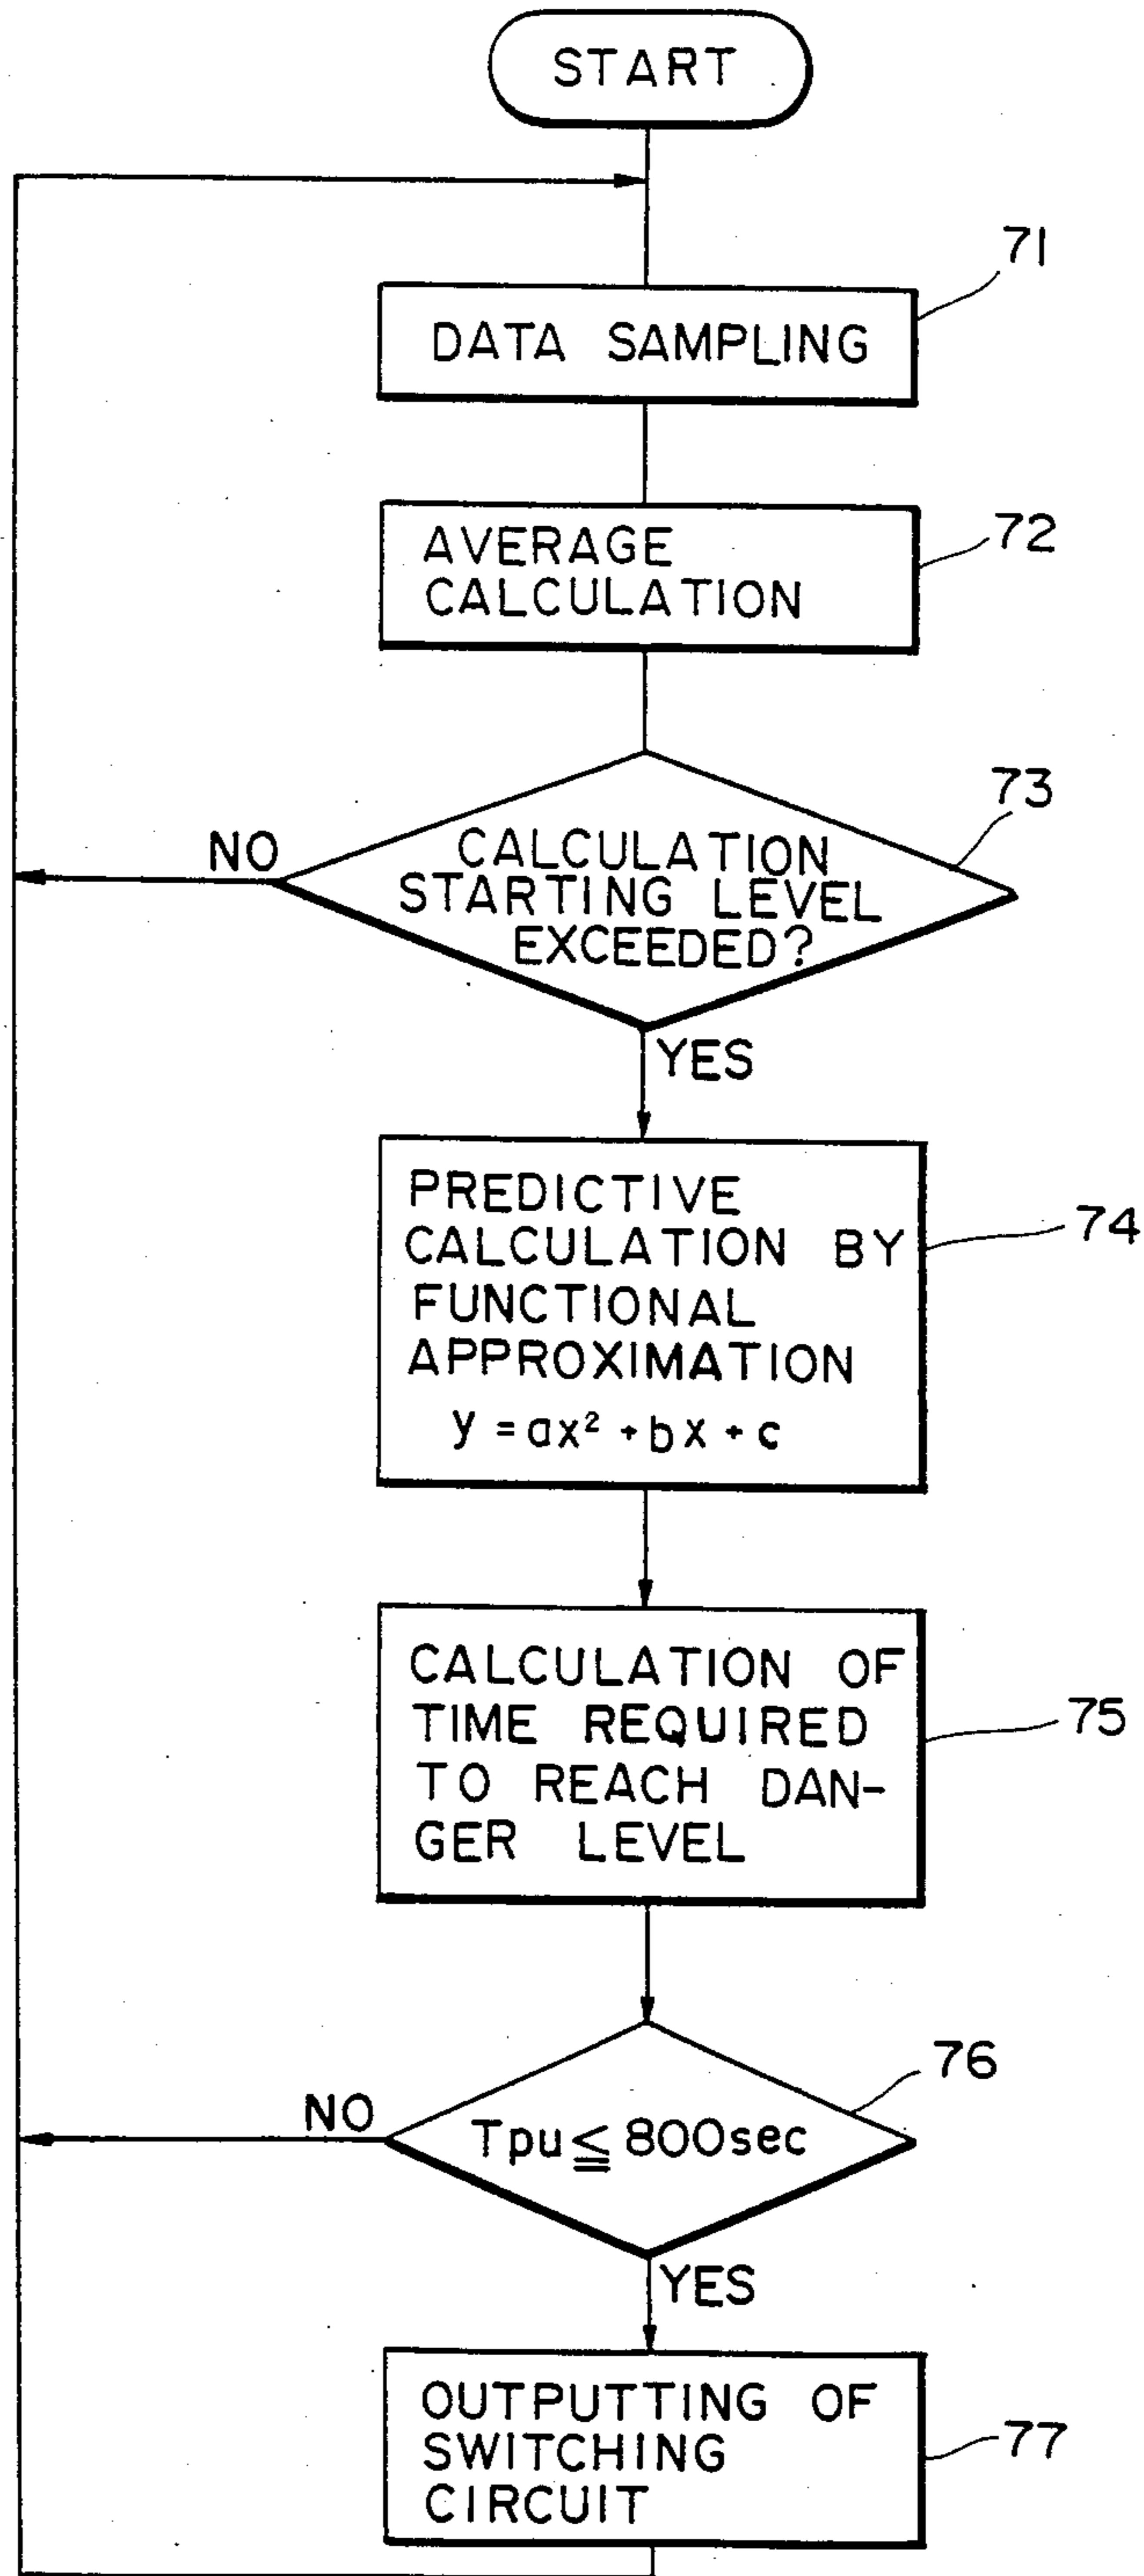 START
71
DATA SAMPLING
72
AVERAGE
CALCULATION
73
NO
CALCULATION
STARTING LEVEL
EXCEEDED?
YES
74
PREDICTIVE
CALCULATION BY
FUNCTIONAL
APPROXIMATION
y = ax² + bx + c
75
CALCULATION OF
TIME REQUIRED
TO REACH DAN-
GER LEVEL
76
NO
Tpu ≦ 800sec
YES
77
OUTPUTTING OF
SWITCHING
CIRCUIT